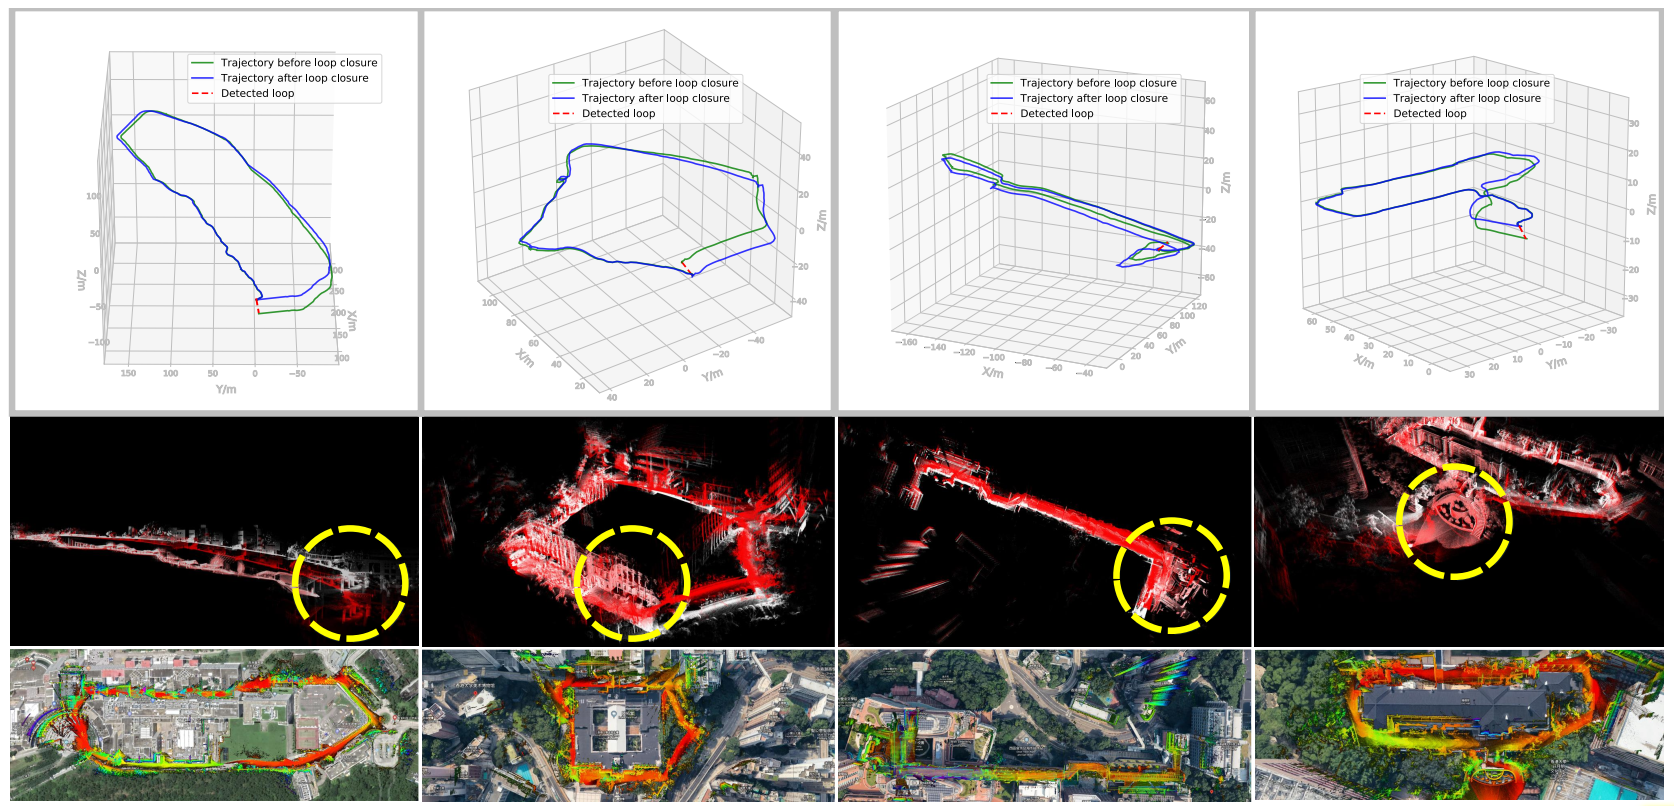 Trajectory before loop closure
Trajectory after loop closure
Detected loop
100
50
0
−50
−100
Z/m
150
100
50
0
−50
Y/m
00
250
200
150
100
X/m
Trajectory before loop closure
Trajectory after loop closure
Detected loop
40
20
0
−20
−40
Z/m
100
80
60
40
20
X/m
40
0
−20
−40
Y/m
Trajectory before loop closure
Trajectory after loop closure
Detected loop
60
40
20
0
−20
−40
−60
Z/m
−160
−140
−120
−100
−80
−60
−40
X/m
0
20
40
60
80
100
120
Y/m
Trajectory before loop closure
Trajectory after loop closure
Detected loop
30
20
10
0
−10
−20
−30
Z/m
60
50
40
30
20
10
0
X/m
30
20
10
0
−10
−20
−30
Y/m